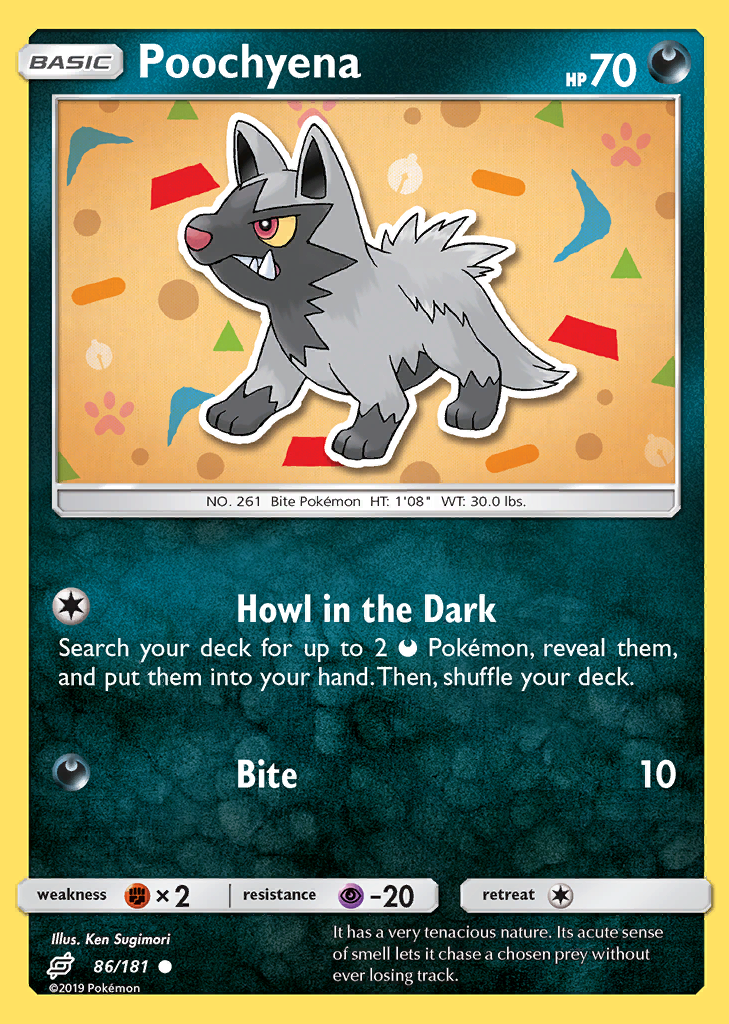 BASIC Poochyena HP 70
NO. 261 Bite Pokémon HT: 1'08" WT: 30.0 lbs.
Howl in the Dark
Search your deck for up to 2 Pokémon, reveal them,
and put them into your hand. Then, shuffle your deck.
Bite 10
weakness × 2 resistance -20 retreat
Illus. Ken Sugimori
86/181
©2019 Pokémon
It has a very tenacious nature. Its acute sense
of smell lets it chase a chosen prey without
ever losing track.